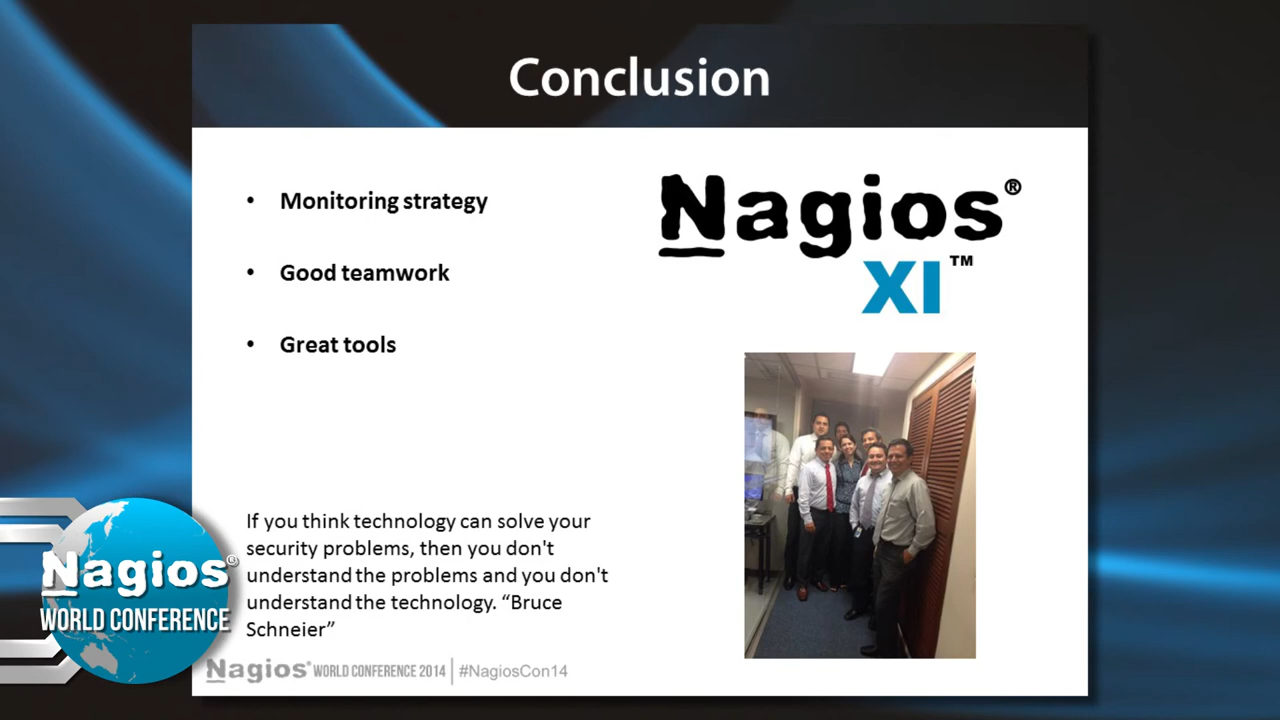 Conclusion
• Monitoring strategy
• Good teamwork
• Great tools
Nagios®
XI™
If you think technology can solve your
security problems, then you don't
understand the problems and you don't
understand the technology. “Bruce
Schneier”
Nagios®
WORLD CONFERENCE
Nagios® WORLD CONFERENCE 2014 | #NagiosCon14